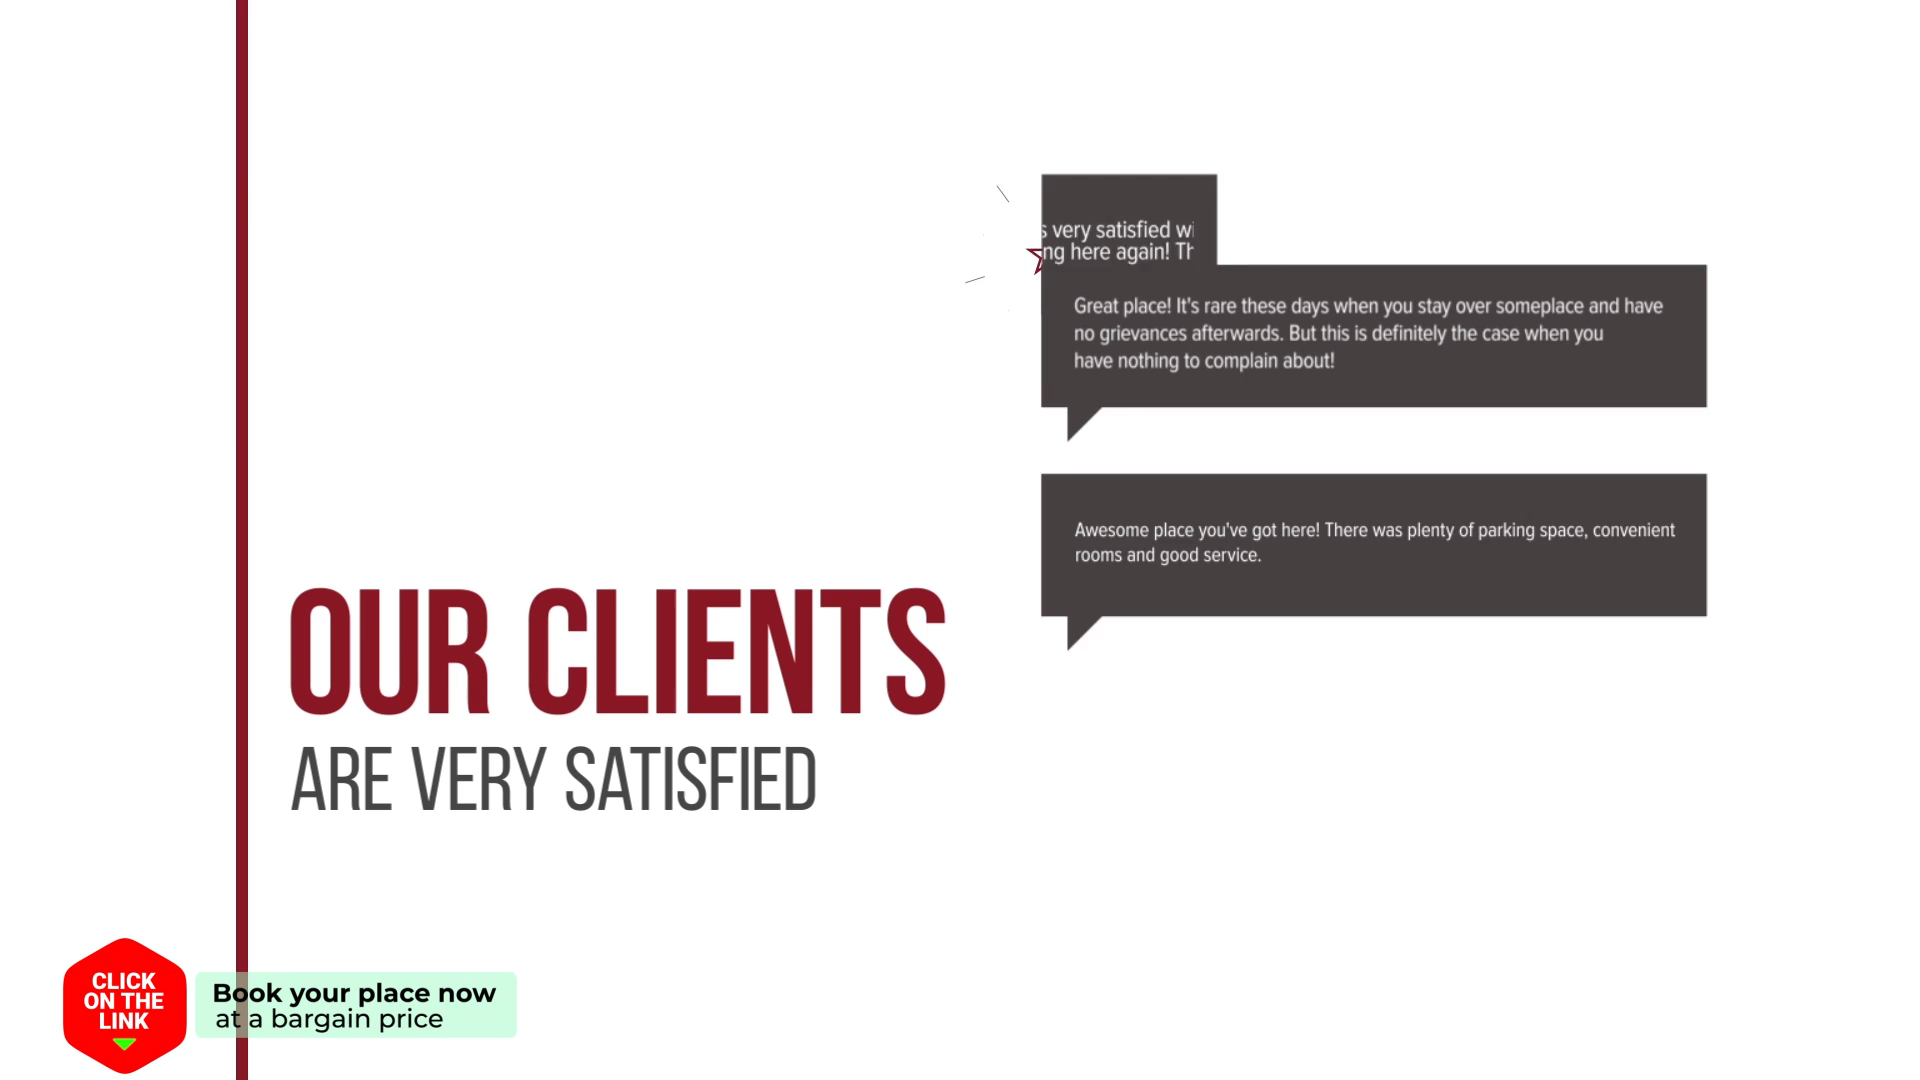 very satisfied
here again!
Great place! It's rare these days when you stay over someplace and have
no grievances afterwards. But this is definitely the case when you
have nothing to complain about!
Awesome place you've got here! There was plenty of parking space, convenient
rooms and good service.
OUR CLIENTS
ARE VERY SATISFIED
CLICK
ON THE
LINK
Book your place now
at a bargain price